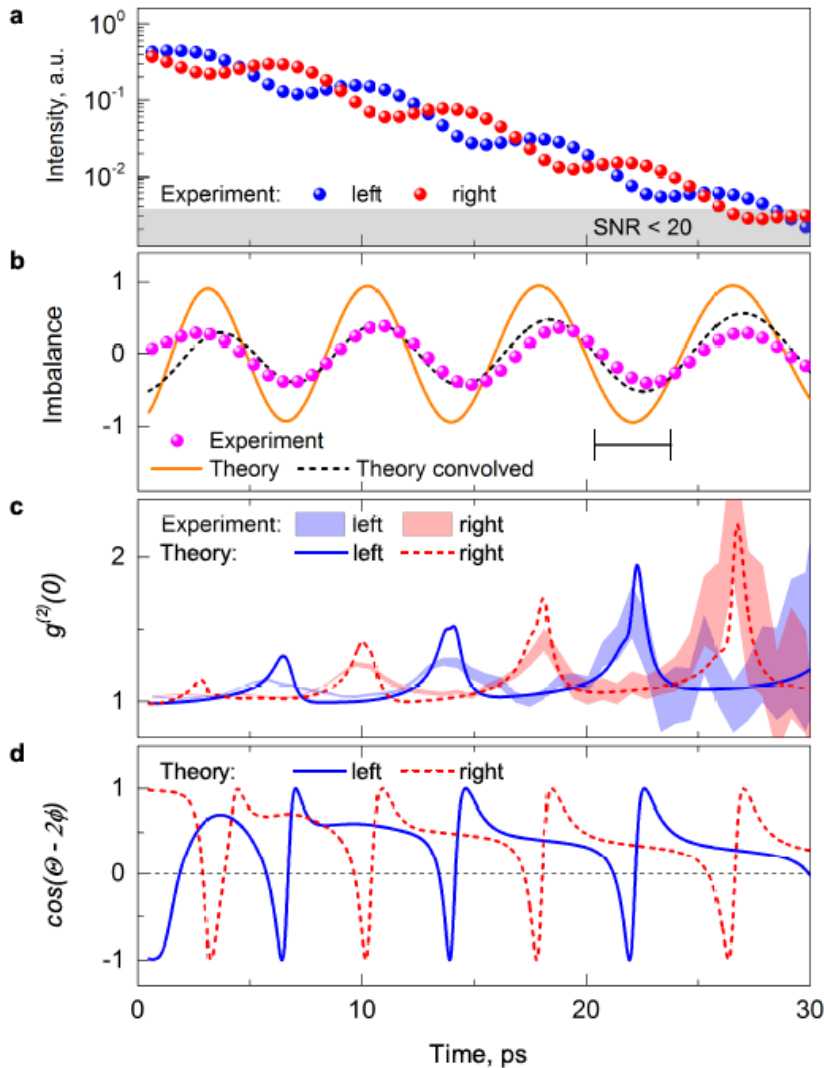 a
10⁰
10⁻¹
10⁻²
Intensity, a.u.
Experiment: left right
SNR < 20
b
1
0
-1
Imbalance
Experiment
Theory Theory convolved
c
Experiment: left right
Theory: left right
2
1
g⁽²⁾(0)
d
Theory: left right
1
0
-1
cos(Θ - 2ϕ)
0 10 20 30
Time, ps